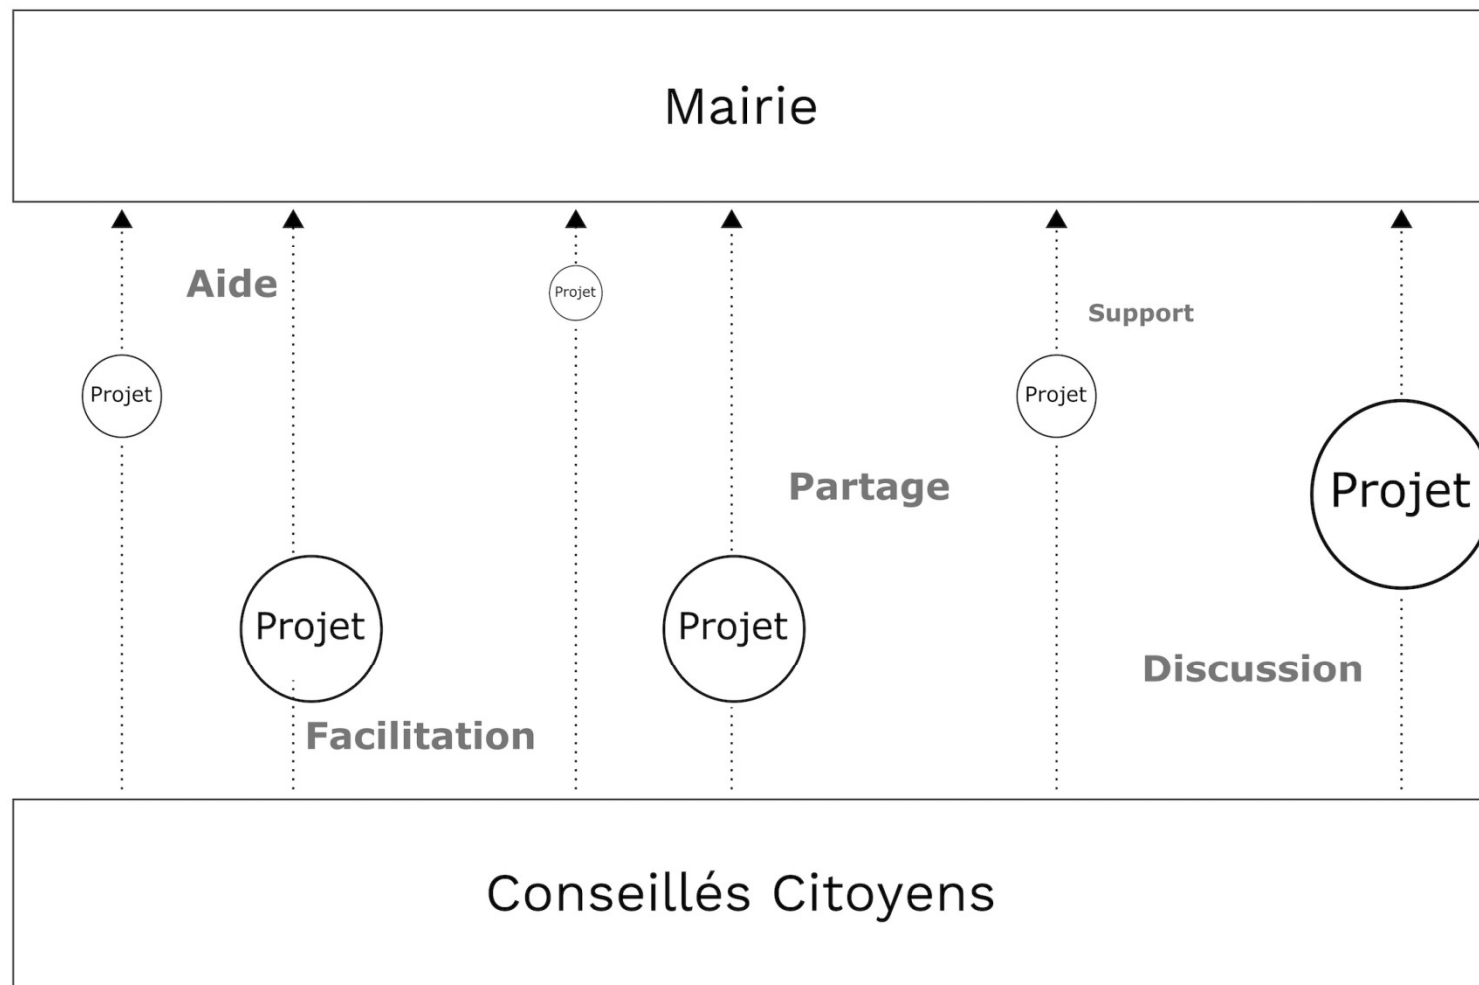 Mairie
Aide
Projet
Support
Projet
Projet
Partage
Projet
Projet
Projet
Discussion
Facilitation
Conseillés Citoyens